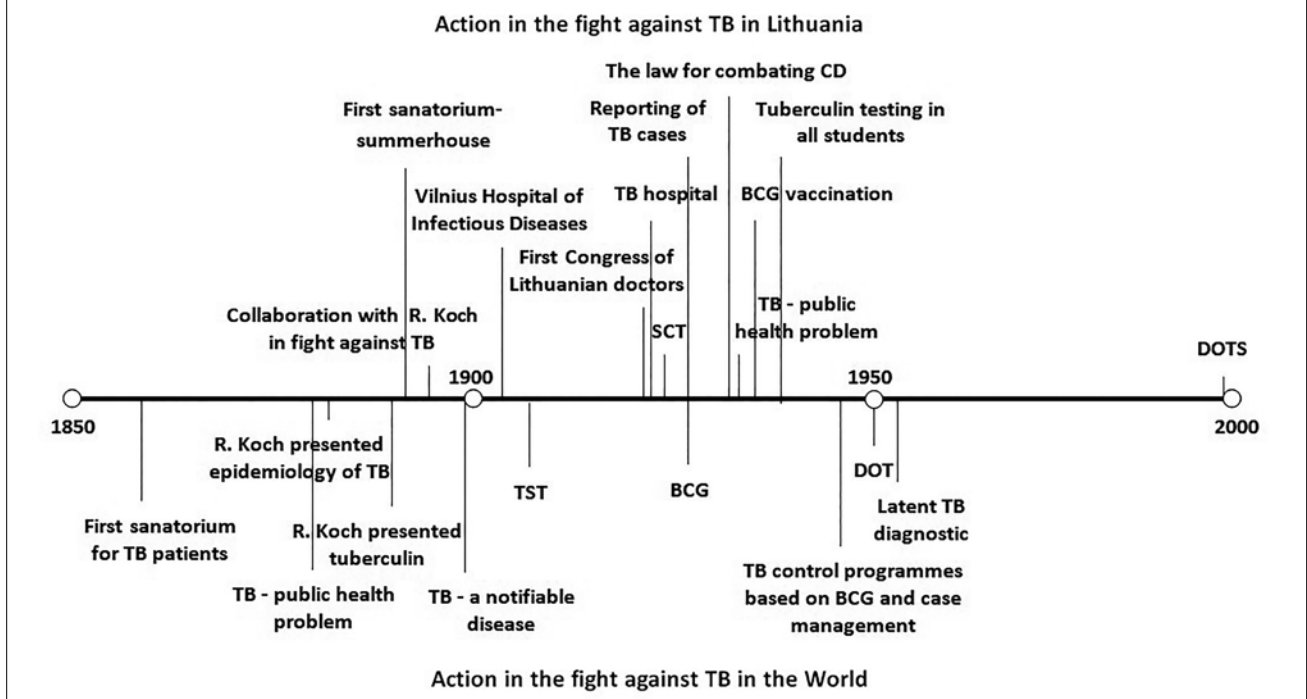 Action in the fight against TB in Lithuania
The law for combating CD
First sanatorium-
summerhouse
Reporting of
TB cases
Tuberculin testing in
all students
Vilnius Hospital of
Infectious Diseases
TB hospital
BCG vaccination
First Congress of
Lithuanian doctors
Collaboration with R. Koch
in fight against TB
SCT
TB - public
health problem
DOTS
1850
1900
1950
2000
R. Koch presented
epidemiology of TB
TST
BCG
DOT
First sanatorium
for TB patients
R. Koch presented
tuberculin
Latent TB
diagnostic
TB - public health
problem
TB - a notifiable
disease
TB control programmes
based on BCG and case
management
Action in the fight against TB in the World